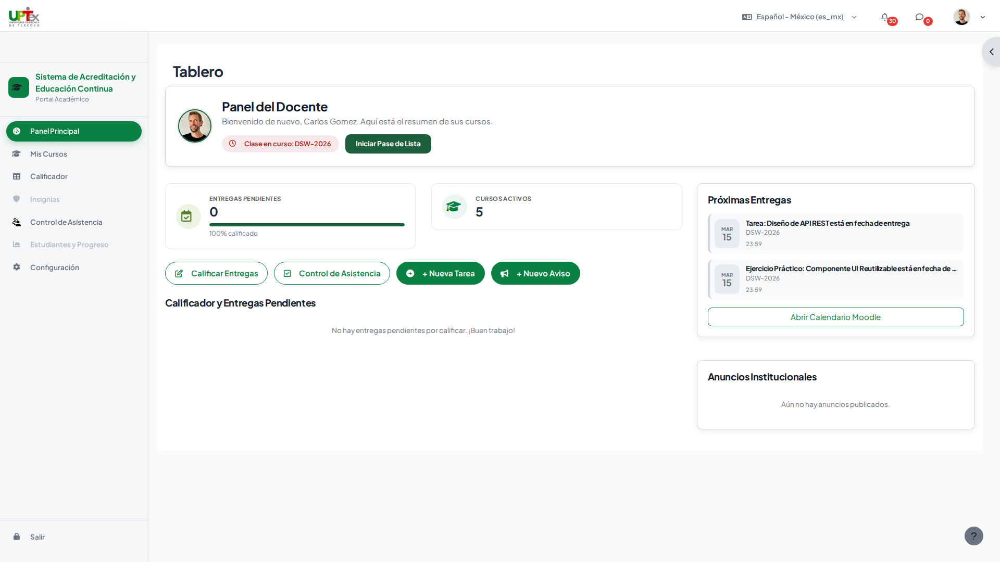 UPTex
UNIVERSIDAD POLITÉCNICA
DE TEXCOCO
Español - México (es_mx)
30
0
Sistema de Acreditación y
Educación Continua
Portal Académico
Panel Principal
Mis Cursos
Calificador
Insignias
Control de Asistencia
Estudiantes y Progreso
Configuración
Salir
Tablero
Panel del Docente
Bienvenido de nuevo, Carlos Gomez. Aquí está el resumen de sus cursos.
Clase en curso: DSW-2026
Iniciar Pase de Lista
ENTREGAS PENDIENTES
0
100% calificado
CURSOS ACTIVOS
5
Calificar Entregas
Control de Asistencia
+ Nueva Tarea
+ Nuevo Aviso
Calificador y Entregas Pendientes
No hay entregas pendientes por calificar. ¡Buen trabajo!
Próximas Entregas
MAR
15
Tarea: Diseño de API REST está en fecha de entrega
DSW-2026
23:59
MAR
15
Ejercicio Práctico: Componente UI Reutilizable está en fecha de ...
DSW-2026
23:59
Abrir Calendario Moodle
Anuncios Institucionales
Aún no hay anuncios publicados.
?